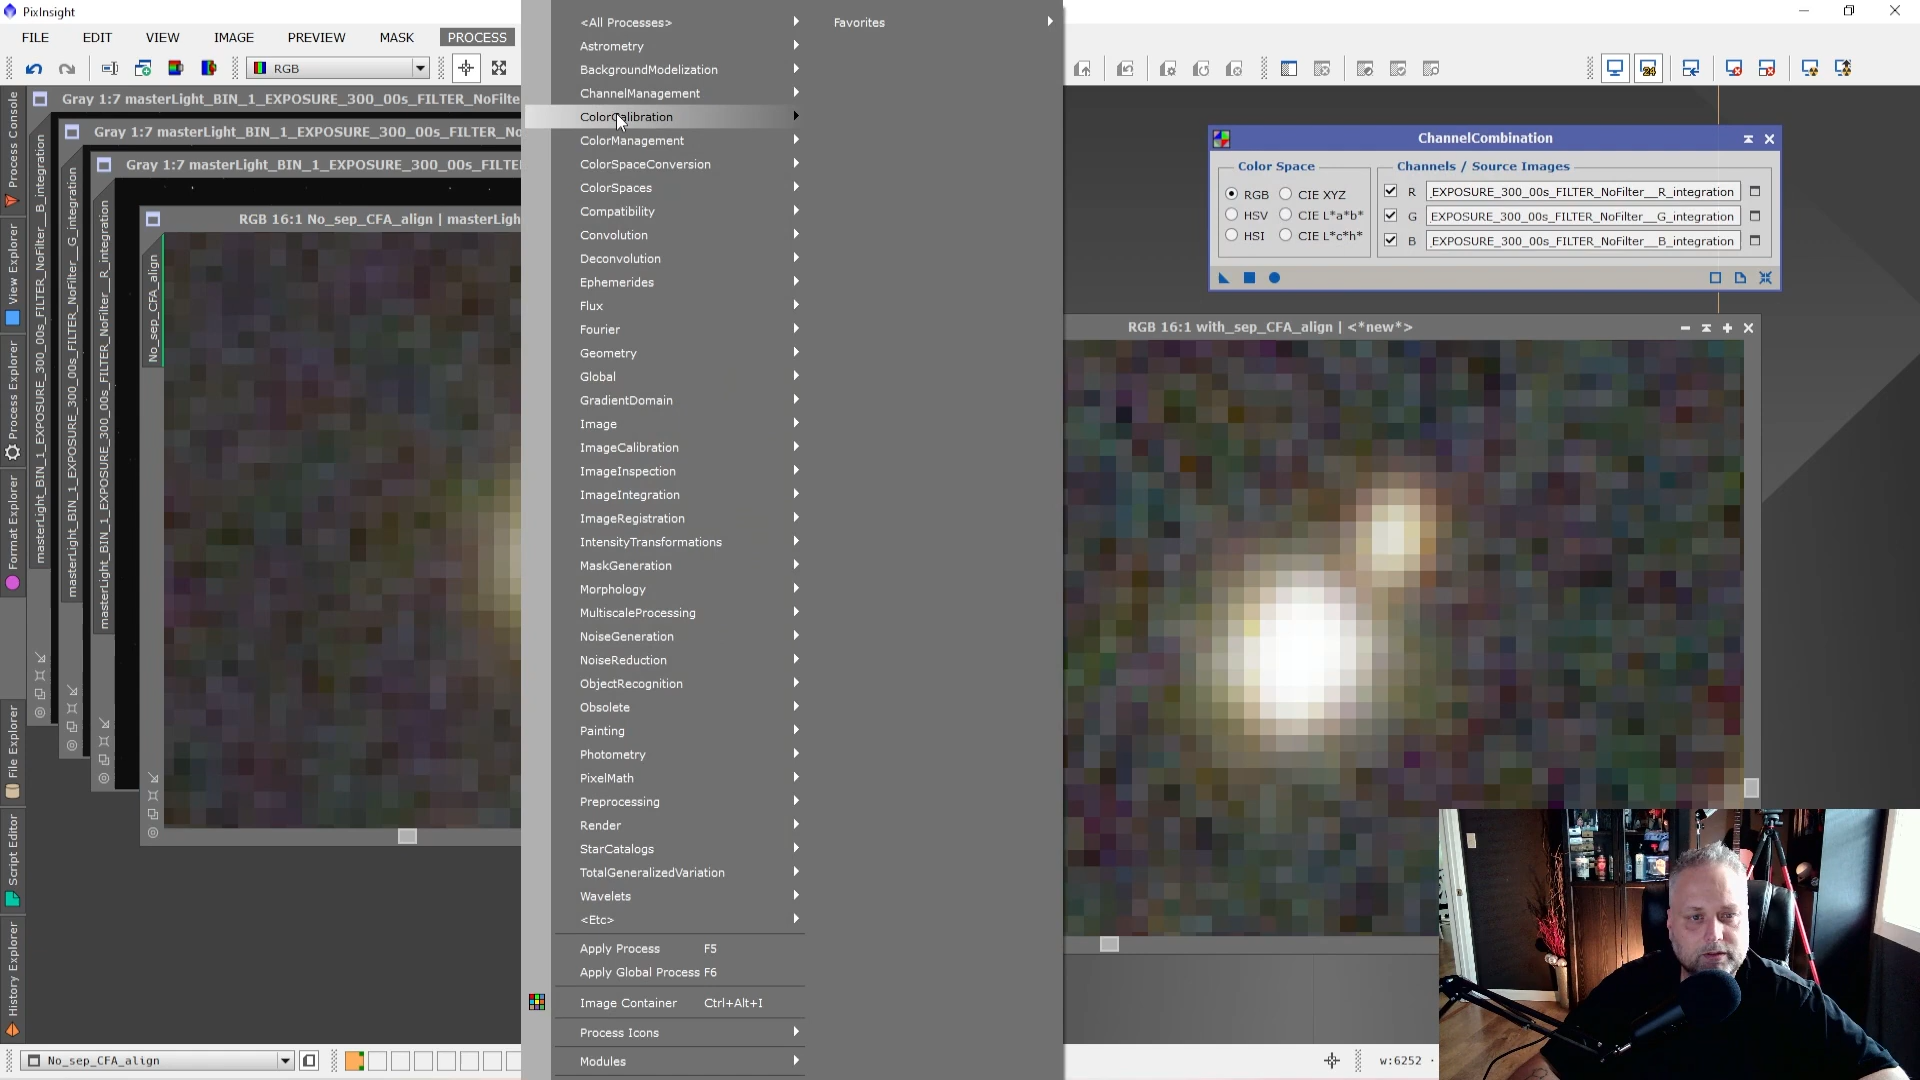 PixInsight
FILE EDIT VIEW IMAGE PREVIEW MASK PROCESS
RGB
24
Gray 1:7 masterLight_BIN_1_EXPOSURE_300_00s_FILTER_NoFilte
Gray 1:7 masterLight_BIN_1_EXPOSURE_300_00s_FILTER_No
Gray 1:7 masterLight_BIN_1_EXPOSURE_300_00s_FILTE
RGB 16:1 No_sep_CFA_align | masterLigh
masterLight_BIN_1_EXPOSURE_300_00s_FILTER_NoFilter__B_integration
masterLight_BIN_1_EXPOSURE_300_00s_FILTER_NoFilter__G_integration
masterLight_BIN_1_EXPOSURE_300_00s_FILTER_NoFilter__R_integration
No_sep_CFA_align
Process Console
View Explorer
Process Explorer
Format Explorer
File Explorer
Script Editor
History Explorer
<All Processes>
Astrometry
BackgroundModelization
ChannelManagement
ColorCalibration
ColorManagement
ColorSpaceConversion
ColorSpaces
Compatibility
Convolution
Deconvolution
Ephemerides
Flux
Fourier
Geometry
Global
GradientDomain
Image
ImageCalibration
ImageInspection
ImageIntegration
ImageRegistration
IntensityTransformations
MaskGeneration
Morphology
MultiscaleProcessing
NoiseGeneration
NoiseReduction
ObjectRecognition
Obsolete
Painting
Photometry
PixelMath
Preprocessing
Render
StarCatalogs
TotalGeneralizedVariation
Wavelets
<Etc>
Apply Process F5
Apply Global Process F6
Image Container Ctrl+Alt+I
Process Icons
Modules
Favorites
ChannelCombination
Color Space
RGB CIE XYZ
HSV CIE L*a*b*
HSI CIE L*c*h*
Channels / Source Images
R _EXPOSURE_300_00s_FILTER_NoFilter__R_integration
G _EXPOSURE_300_00s_FILTER_NoFilter__G_integration
B _EXPOSURE_300_00s_FILTER_NoFilter__B_integration
RGB 16:1 with_sep_CFA_align | <*new*>
No_sep_CFA_align
w:6252 ·